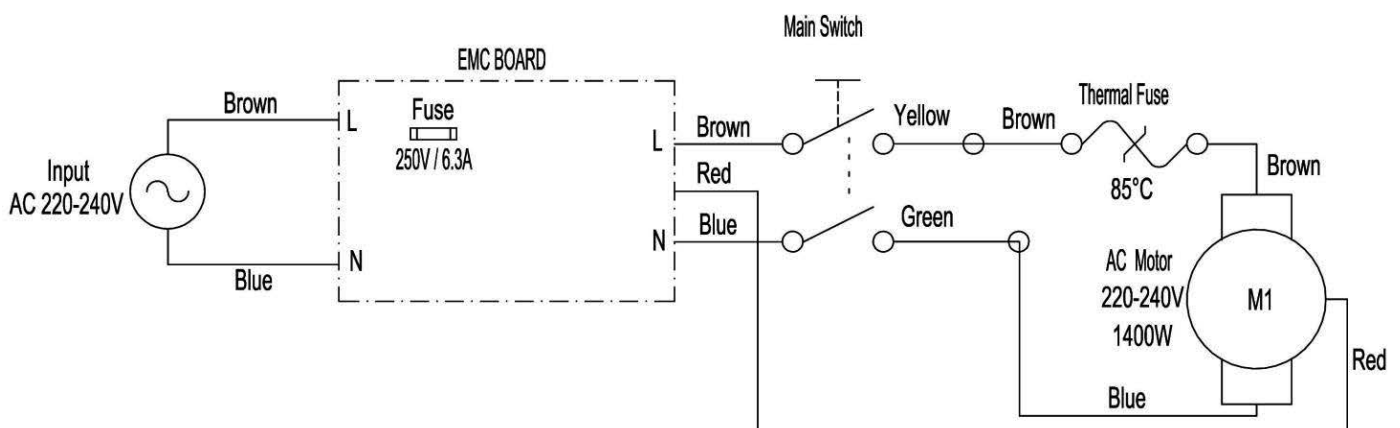 Main Switch
EMC BOARD
Brown
L
Fuse
250V / 6.3A
L
Brown
Yellow
Brown
Thermal Fuse
85°C
Brown
Input
AC 220-240V
Red
N
Blue
N
Blue
Green
AC Motor
220-240V
1400W
M1
Red
Blue